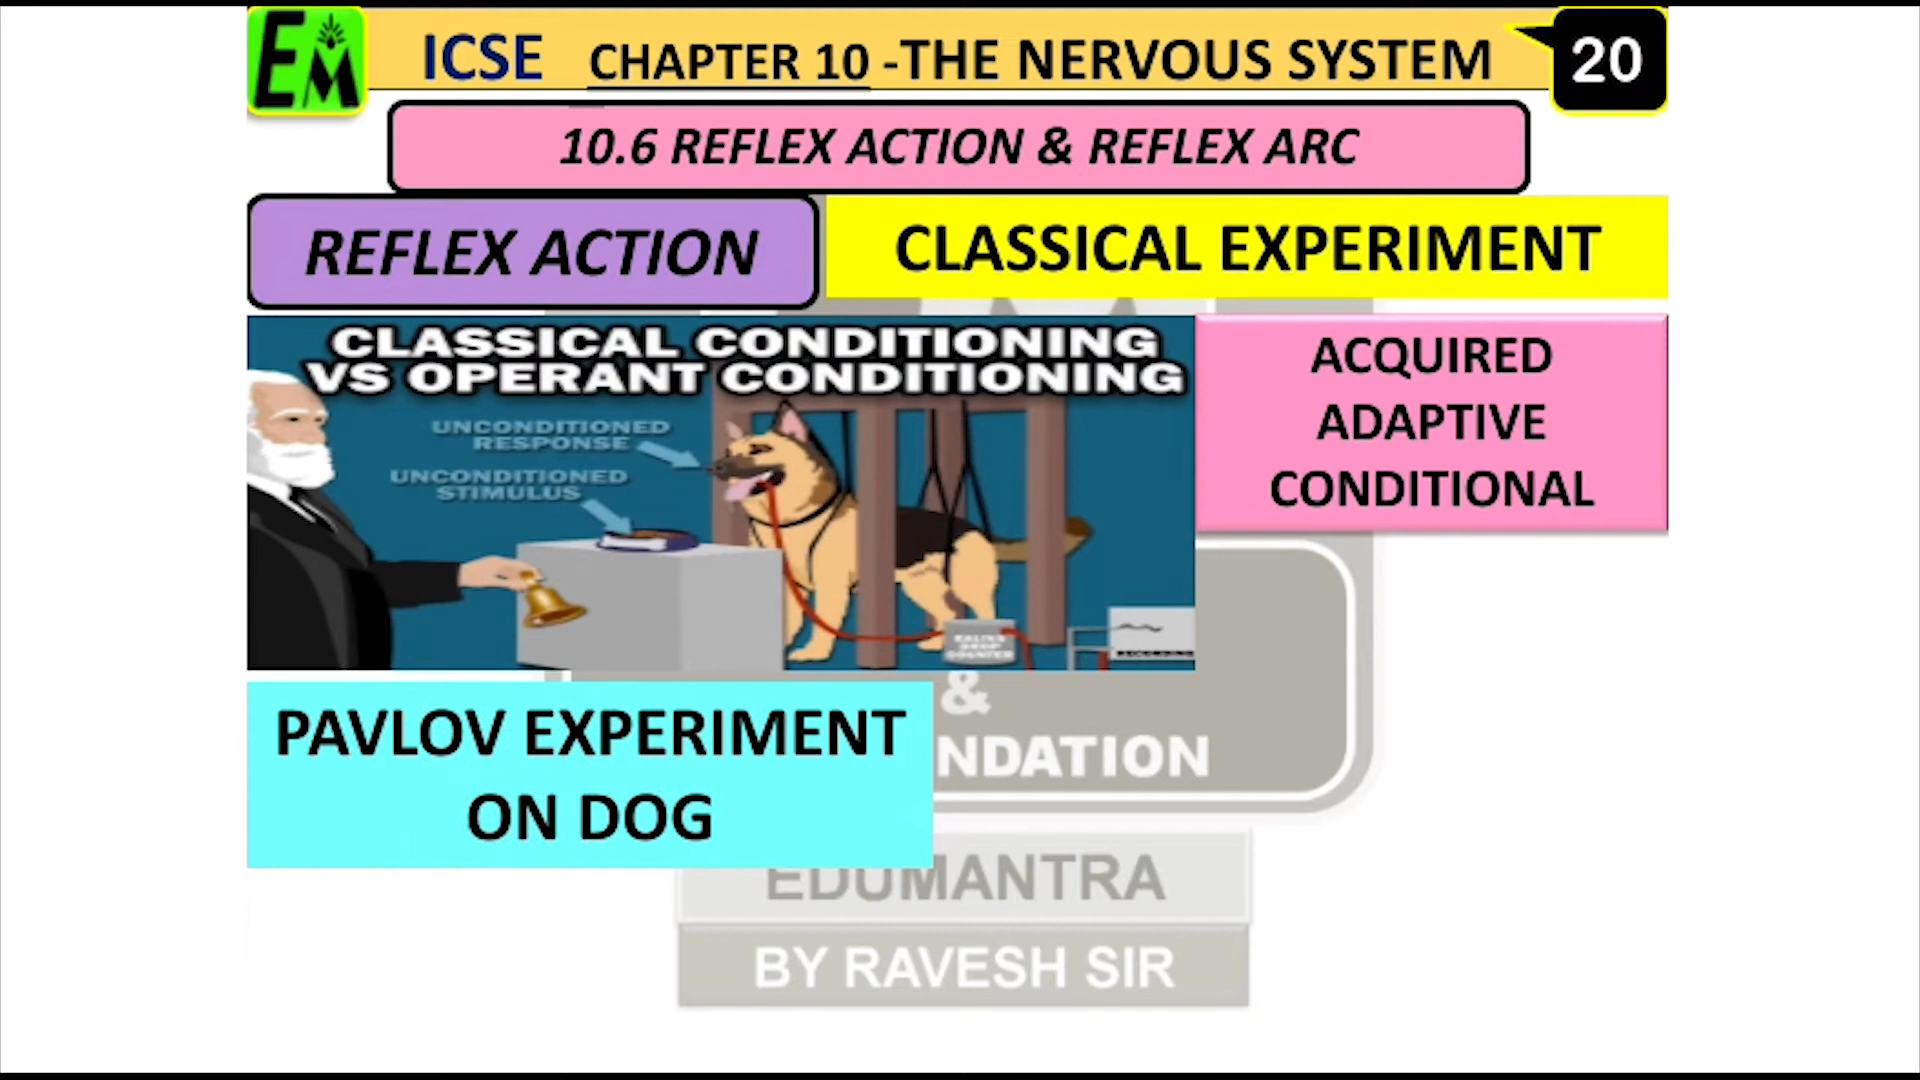 EM
ICSE CHAPTER 10 -THE NERVOUS SYSTEM
20
10.6 REFLEX ACTION & REFLEX ARC
REFLEX ACTION
CLASSICAL EXPERIMENT
CLASSICAL CONDITIONING
VS OPERANT CONDITIONING
UNCONDITIONED
RESPONSE
UNCONDITIONED
STIMULUS
ACQUIRED
ADAPTIVE
CONDITIONAL
&
NDATION
PAVLOV EXPERIMENT
ON DOG
EDUMANTRA
BY RAVESH SIR